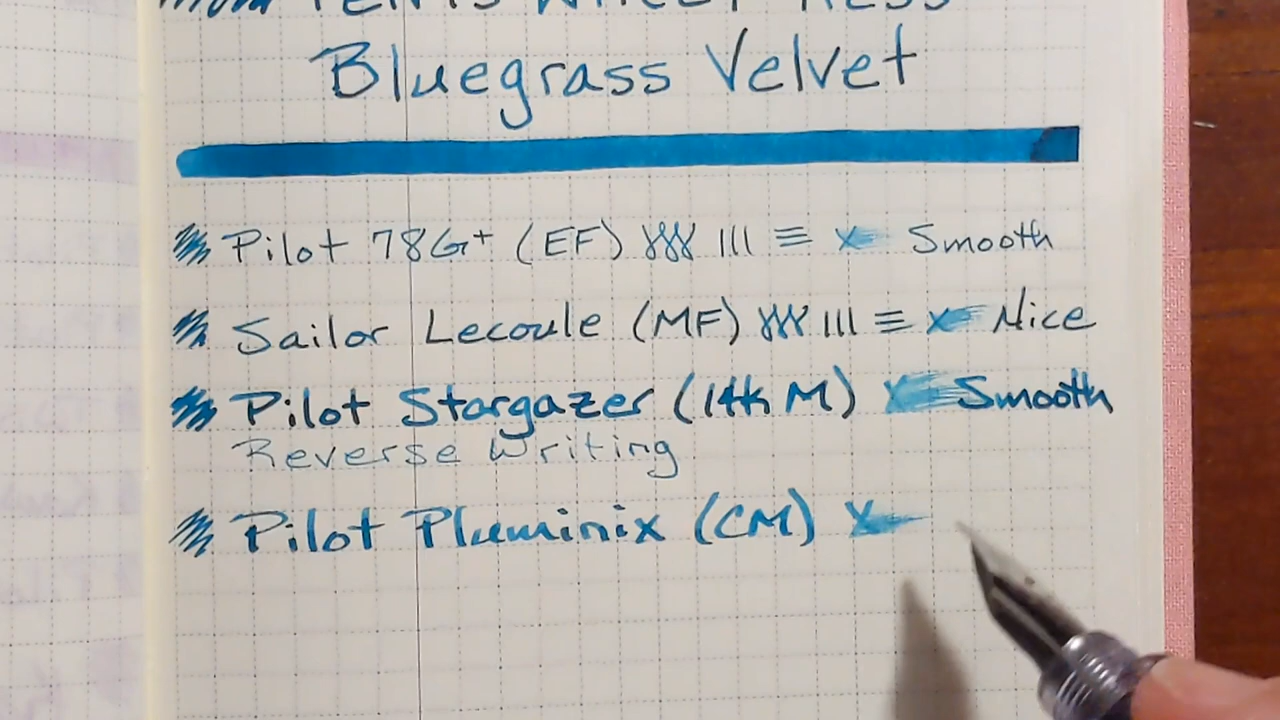 Bluegrass Velvet
Pilot 78G+ (EF) Smooth
Sailor Lecoule (MF) Nice
Pilot Stargazer (14k M) Smooth
Reverse Writing
Pilot Pluminix (CM)